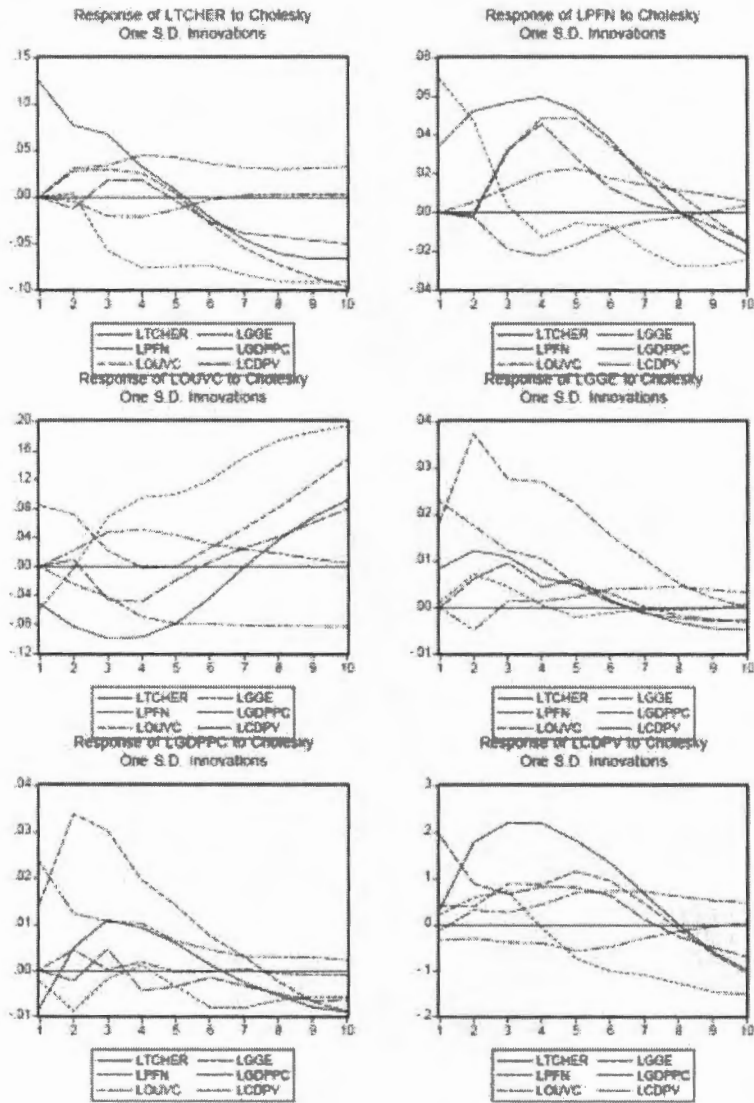 Response of LTCHER to Cholesky
One S.D. Innovations
.15
.10
.05
.00
-.05
-.10
1 2 3 4 5 6 7 8 9 10
LTCHER LGGE
LPFN LGDPPC
LOUVC LCDPV
Response of LPFN to Cholesky
One S.D. Innovations
.08
.06
.04
.02
.00
-.02
-.04
1 2 3 4 5 6 7 8 9 10
LTCHER LGGE
LPFN LGDPPC
LOUVC LCDPV
Response of LOUVC to Cholesky
One S.D. Innovations
.20
.16
.12
.08
.04
.00
-.04
-.08
-.12
1 2 3 4 5 6 7 8 9 10
LTCHER LGGE
LPFN LGDPPC
LOUVC LCDPV
Response of LGGE to Cholesky
One S.D. Innovations
.04
.03
.02
.01
.00
-.01
1 2 3 4 5 6 7 8 9 10
LTCHER LGGE
LPFN LGDPPC
LOUVC LCDPV
Response of LGDPPC to Cholesky
One S.D. Innovations
.04
.03
.02
.01
.00
-.01
1 2 3 4 5 6 7 8 9 10
LTCHER LGGE
LPFN LGDPPC
LOUVC LCDPV
Response of LCDPV to Cholesky
One S.D. Innovations
.3
.2
.1
.0
-.1
-.2
1 2 3 4 5 6 7 8 9 10
LTCHER LGGE
LPFN LGDPPC
LOUVC LCDPV